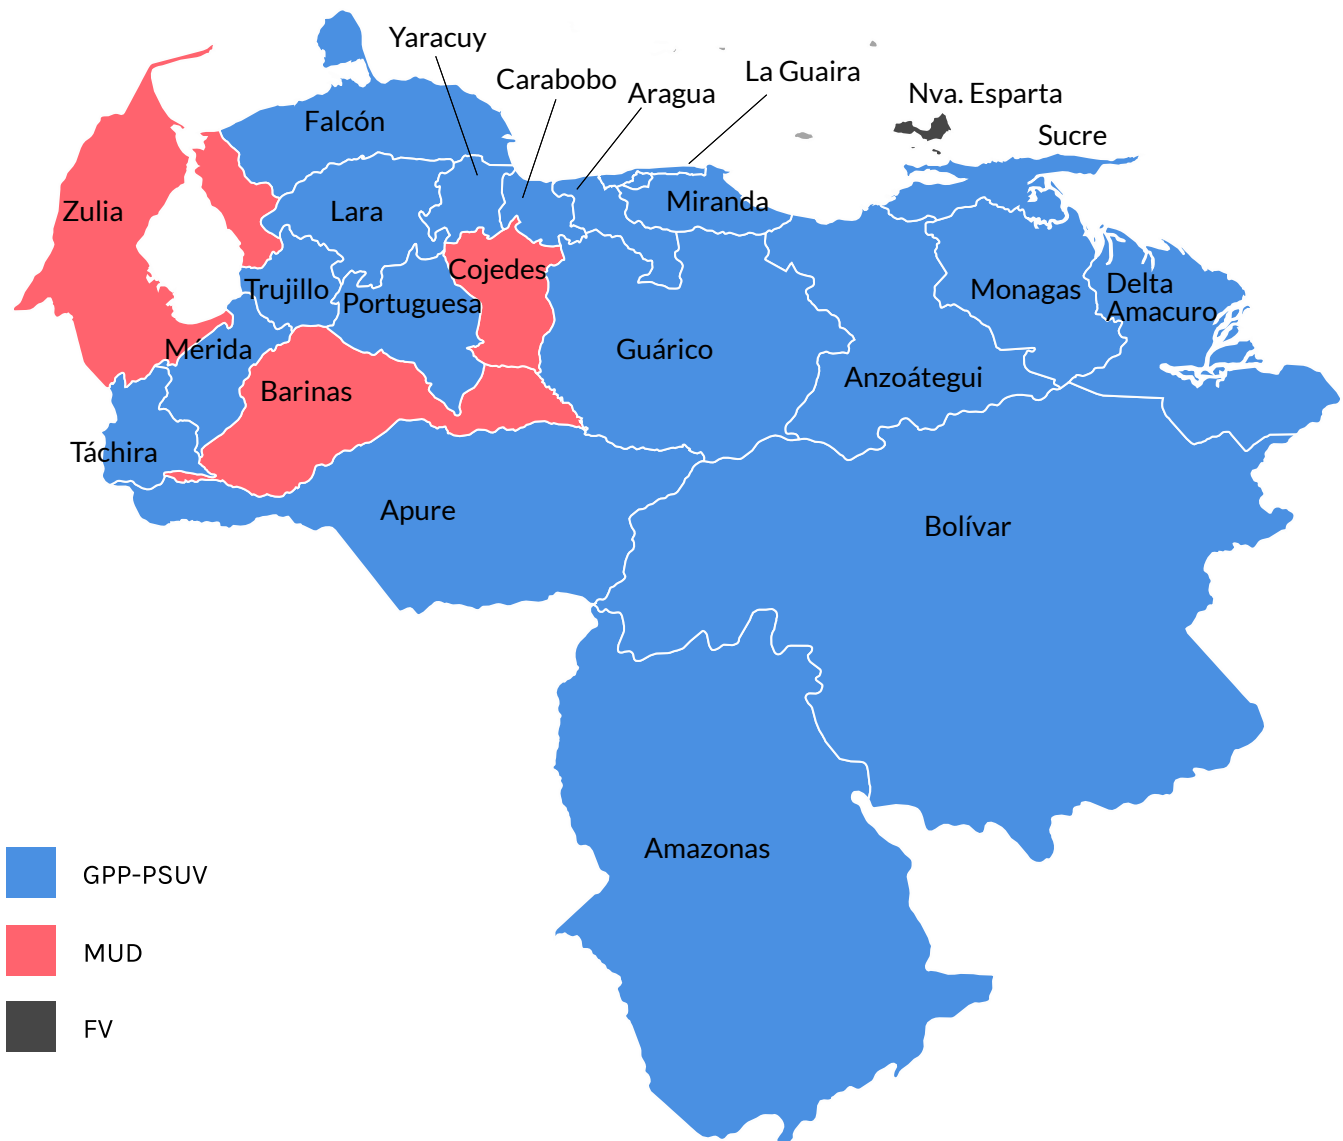 Yaracuy
Carabobo
Aragua
La Guaira
Nva. Esparta
Sucre
Falcón
Zulia
Lara
Miranda
Cojedes
Trujillo
Portuguesa
Monagas
Delta
Amacuro
Mérida
Guárico
Barinas
Anzoátegui
Táchira
Apure
Bolívar
Amazonas
GPP-PSUV
MUD
FV